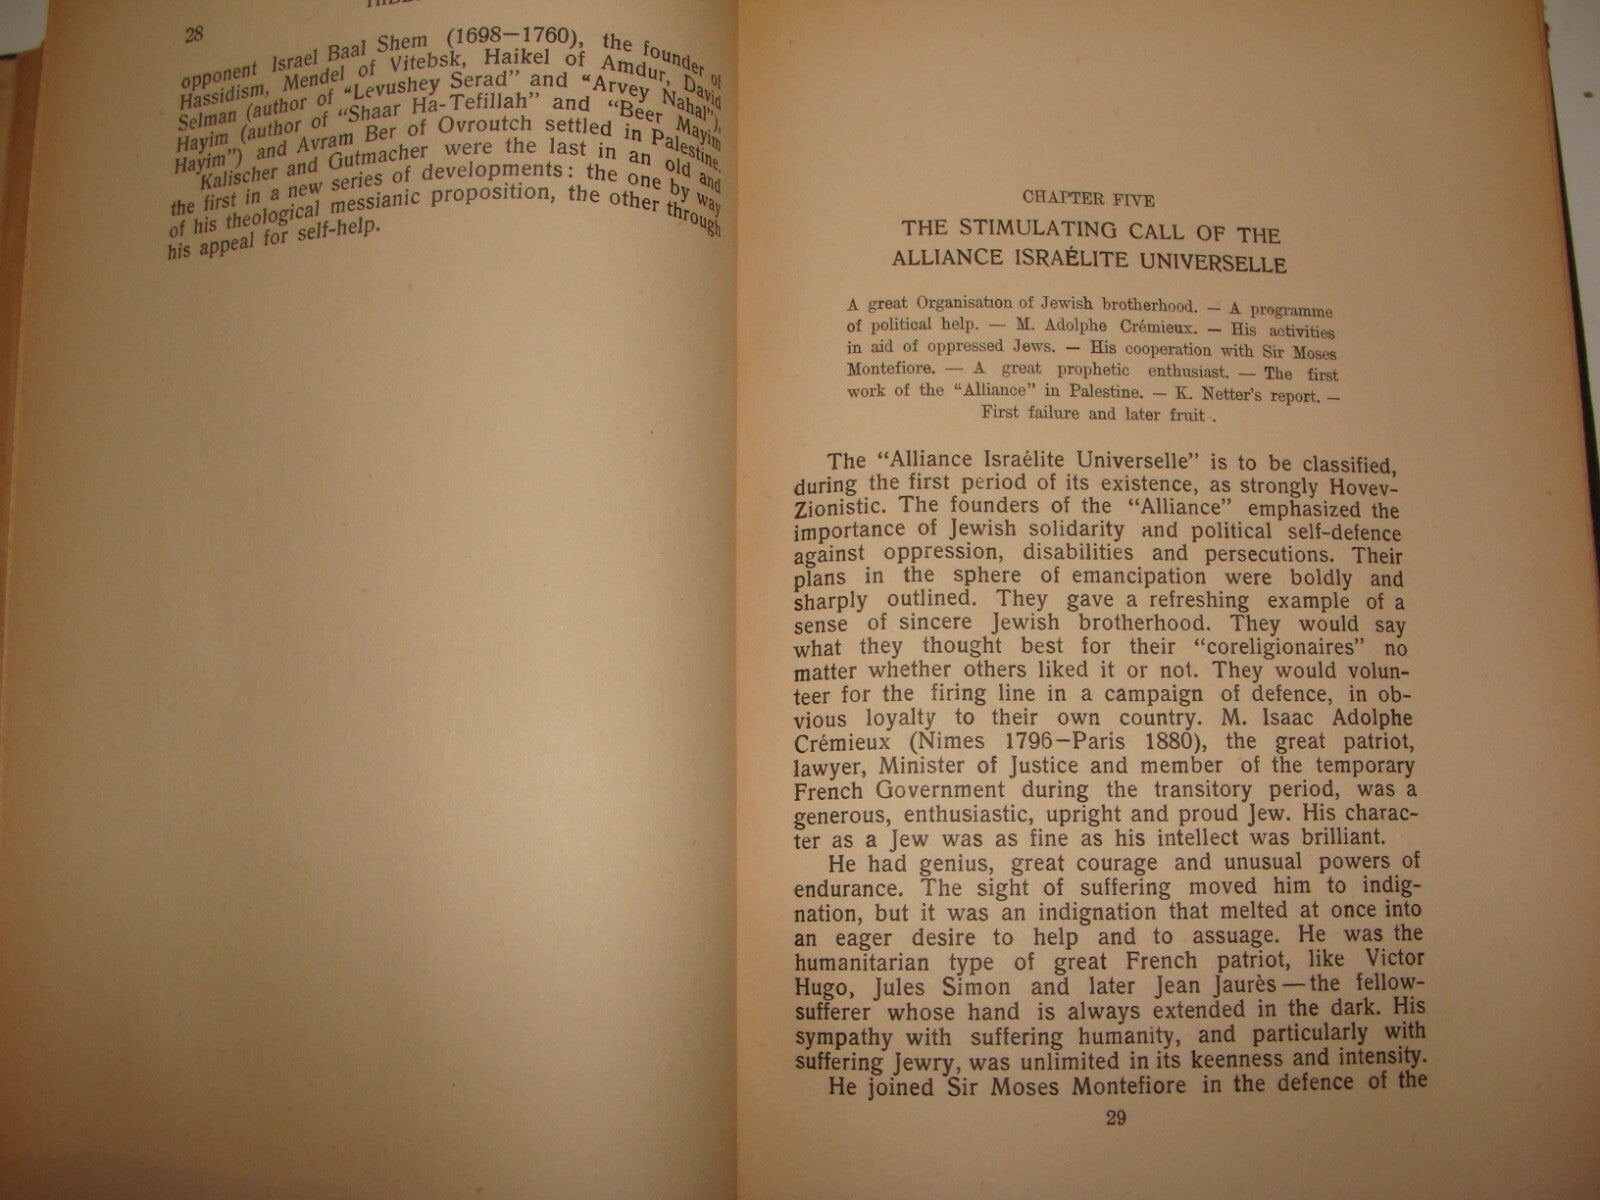 28
opponent Israel Baal Shem (1698—1760), the founder of
Hassidism, Mendel of Vitebsk, Haikel of Amdur, David
Selman (author of "Levushey Serad" and "Arvey Nahal"),
Hayim (author of "Shaar Ha-Tefillah" and "Beer Mayim
Hayim") and Avram Ber of Ovroutch settled in Palestine.
Kalischer and Gutmacher were the last in an old and
the first in a new series of developments: the one by way
of his theological messianic proposition, the other through
his appeal for self-help.
CHAPTER FIVE
THE STIMULATING CALL OF THE
ALLIANCE ISRAÉLITE UNIVERSELLE
A great Organisation of Jewish brotherhood. — A programme
of political help. — M. Adolphe Crémieux. — His activities
in aid of oppressed Jews. — His cooperation with Sir Moses
Montefiore. — A great prophetic enthusiast. — The first
work of the "Alliance" in Palestine. — K. Netter's report. —
First failure and later fruit .
The "Alliance Israélite Universelle" is to be classified,
during the first period of its existence, as strongly Hovev-
Zionistic. The founders of the "Alliance" emphasized the
importance of Jewish solidarity and political self-defence
against oppression, disabilities and persecutions. Their
plans in the sphere of emancipation were boldly and
sharply outlined. They gave a refreshing example of a
sense of sincere Jewish brotherhood. They would say
what they thought best for their "coreligionaires" no
matter whether others liked it or not. They would volun-
teer for the firing line in a campaign of defence, in ob-
vious loyalty to their own country. M. Isaac Adolphe
Crémieux (Nimes 1796—Paris 1880), the great patriot,
lawyer, Minister of Justice and member of the temporary
French Government during the transitory period, was a
generous, enthusiastic, upright and proud Jew. His charac-
ter as a Jew was as fine as his intellect was brilliant.
He had genius, great courage and unusual powers of
endurance. The sight of suffering moved him to indig-
nation, but it was an indignation that melted at once into
an eager desire to help and to assuage. He was the
humanitarian type of great French patriot, like Victor
Hugo, Jules Simon and later Jean Jaurès — the fellow-
sufferer whose hand is always extended in the dark. His
sympathy with suffering humanity, and particularly with
suffering Jewry, was unlimited in its keenness and intensity.
He joined Sir Moses Montefiore in the defence of the
29